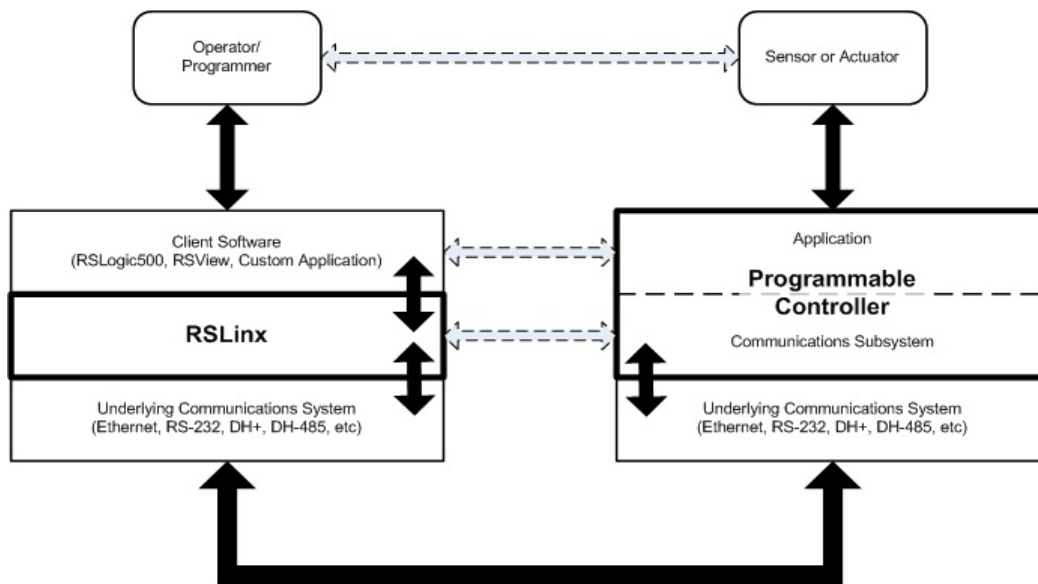 Operator/
Programmer
Sensor or Actuator
Client Software
(RSLogic500, RSView, Custom Application)
RSLinx
Underlying Communications System
(Ethernet, RS-232, DH+, DH-485, etc)
Application
Programmable
Controller
Communications Subsystem
Underlying Communications System
(Ethernet, RS-232, DH+, DH-485, etc)